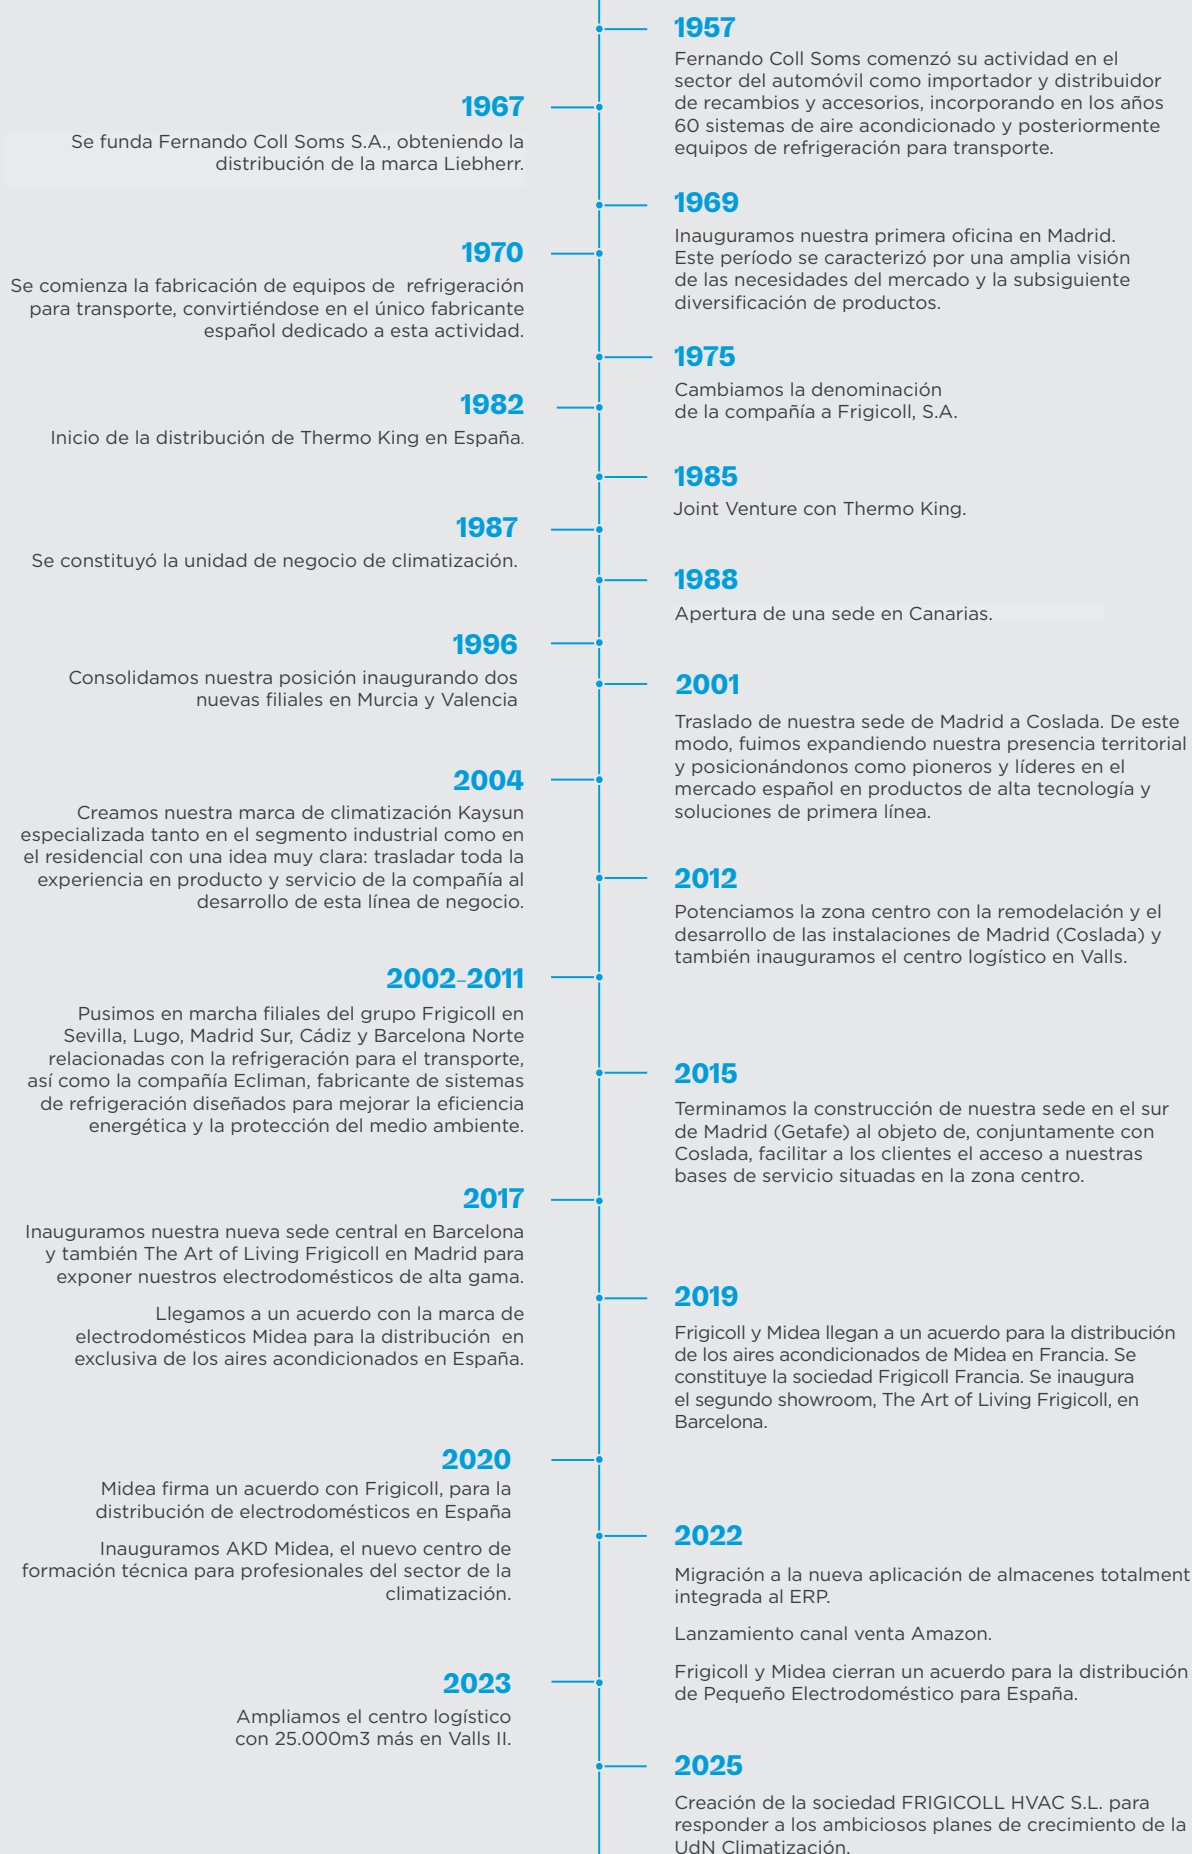 1957
Fernando Coll Soms comenzó su actividad en el
sector del automóvil como importador y distribuidor
de recambios y accesorios, incorporando en los años
60 sistemas de aire acondicionado y posteriormente
equipos de refrigeración para transporte.
1967
Se funda Fernando Coll Soms S.A., obteniendo la
distribución de la marca Liebherr.
1969
Inauguramos nuestra primera oficina en Madrid.
Este período se caracterizó por una amplia visión
de las necesidades del mercado y la subsiguiente
diversificación de productos.
1970
Se comienza la fabricación de equipos de refrigeración
para transporte, convirtiéndose en el único fabricante
español dedicado a esta actividad.
1975
Cambiamos la denominación
de la compañía a Frigicoll, S.A.
1982
Inicio de la distribución de Thermo King en España.
1985
Joint Venture con Thermo King.
1987
Se constituyó la unidad de negocio de climatización.
1988
Apertura de una sede en Canarias.
1996
Consolidamos nuestra posición inaugurando dos
nuevas filiales en Murcia y Valencia
2001
Traslado de nuestra sede de Madrid a Coslada. De este
modo, fuimos expandiendo nuestra presencia territorial
y posicionándonos como pioneros y líderes en el
mercado español en productos de alta tecnología y
soluciones de primera línea.
2004
Creamos nuestra marca de climatización Kaysun
especializada tanto en el segmento industrial como en
el residencial con una idea muy clara: trasladar toda la
experiencia en producto y servicio de la compañía al
desarrollo de esta línea de negocio.
2012
Potenciamos la zona centro con la remodelación y el
desarrollo de las instalaciones de Madrid (Coslada) y
también inauguramos el centro logístico en Valls.
2002-2011
Pusimos en marcha filiales del grupo Frigicoll en
Sevilla, Lugo, Madrid Sur, Cádiz y Barcelona Norte
relacionadas con la refrigeración para el transporte,
así como la compañía Ecliman, fabricante de sistemas
de refrigeración diseñados para mejorar la eficiencia
energética y la protección del medio ambiente.
2015
Terminamos la construcción de nuestra sede en el sur
de Madrid (Getafe) al objeto de, conjuntamente con
Coslada, facilitar a los clientes el acceso a nuestras
bases de servicio situadas en la zona centro.
2017
Inauguramos nuestra nueva sede central en Barcelona
y también The Art of Living Frigicoll en Madrid para
exponer nuestros electrodomésticos de alta gama.
Llegamos a un acuerdo con la marca de
electrodomésticos Midea para la distribución en
exclusiva de los aires acondicionados en España.
2019
Frigicoll y Midea llegan a un acuerdo para la distribución
de los aires acondicionados de Midea en Francia. Se
constituye la sociedad Frigicoll Francia. Se inaugura
el segundo showroom, The Art of Living Frigicoll, en
Barcelona.
2020
Midea firma un acuerdo con Frigicoll, para la
distribución de electrodomésticos en España
Inauguramos AKD Midea, el nuevo centro de
formación técnica para profesionales del sector de la
climatización.
2022
Migración a la nueva aplicación de almacenes totalment
integrada al ERP.
Lanzamiento canal venta Amazon.
Frigicoll y Midea cierran un acuerdo para la distribución
de Pequeño Electrodoméstico para España.
2023
Ampliamos el centro logístico
con 25.000m3 más en Valls II.
2025
Creación de la sociedad FRIGICOLL HVAC S.L. para
responder a los ambiciosos planes de crecimiento de la
UdN Climatización.